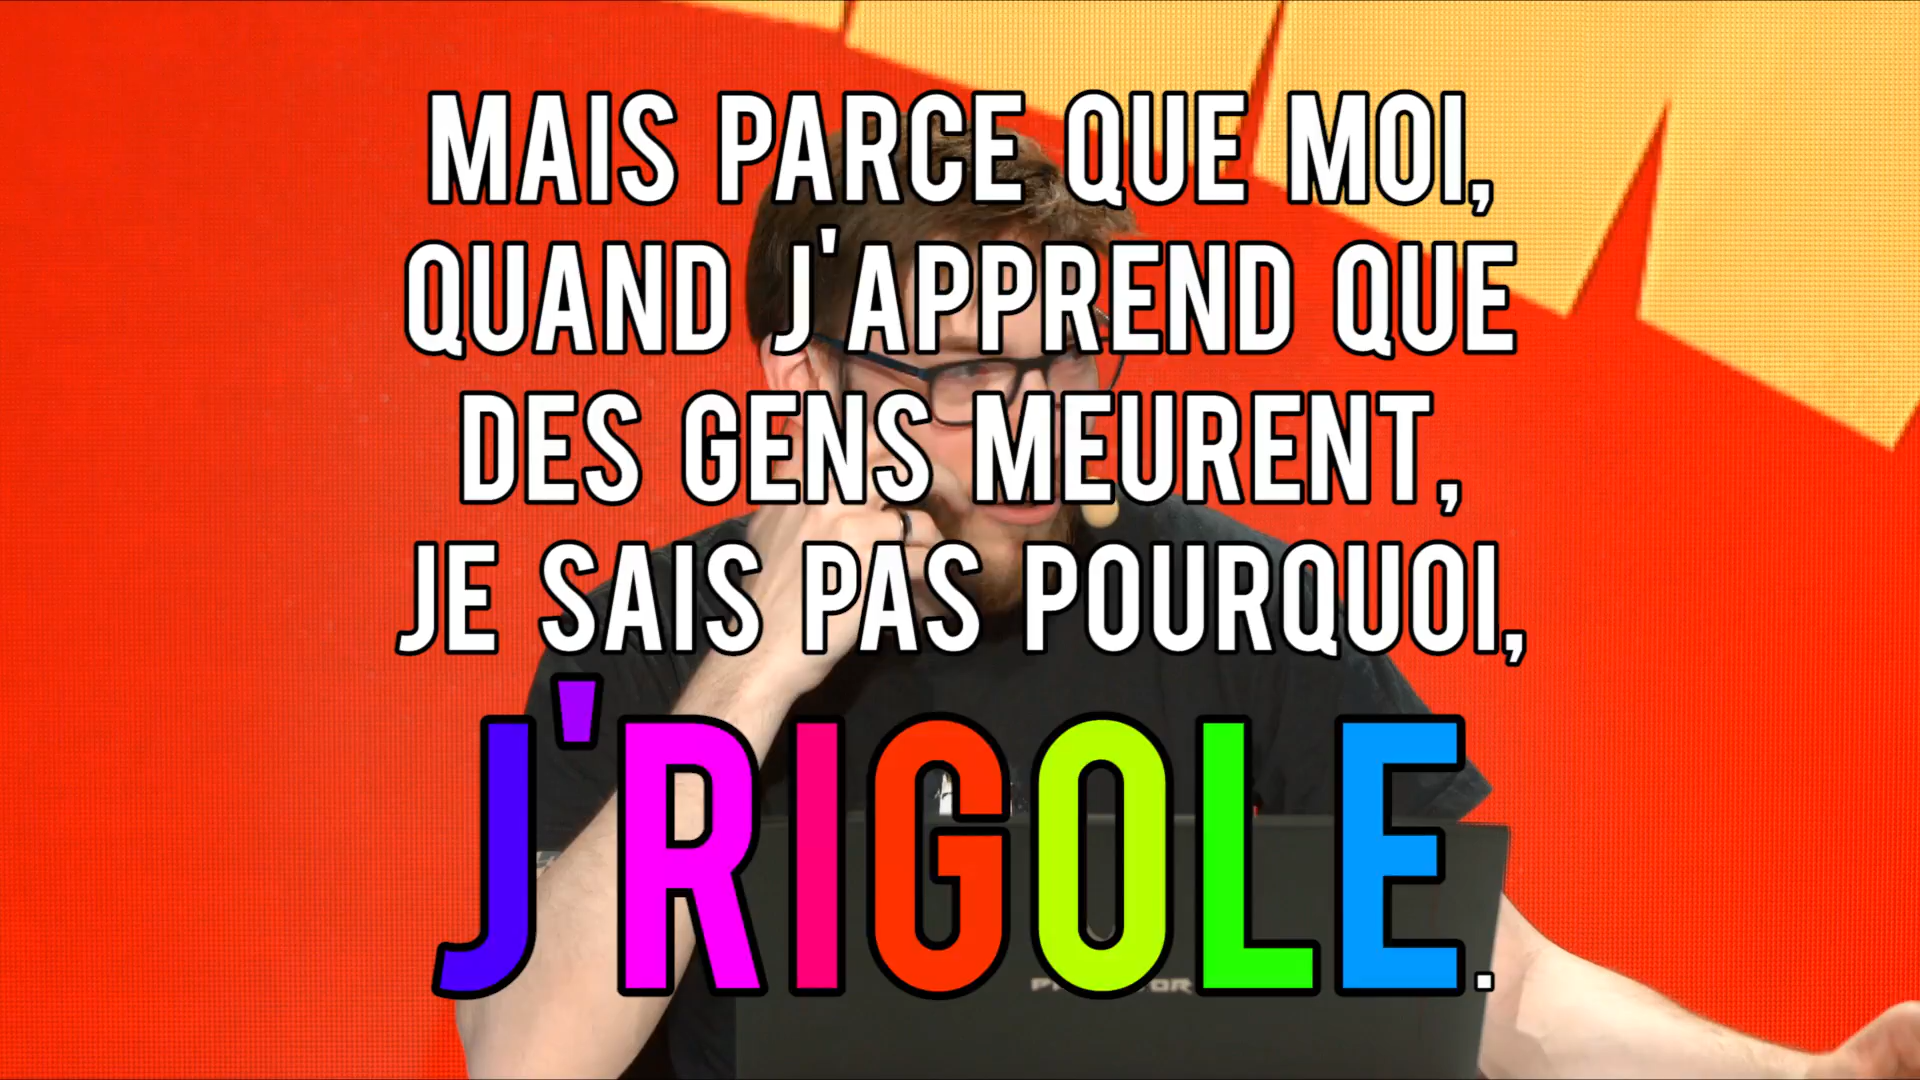 MAIS PARCE QUE MOI,
QUAND J'APPREND QUE
DES GENS MEURENT,
JE SAIS PAS POURQUOI,
J'RIGOLE.